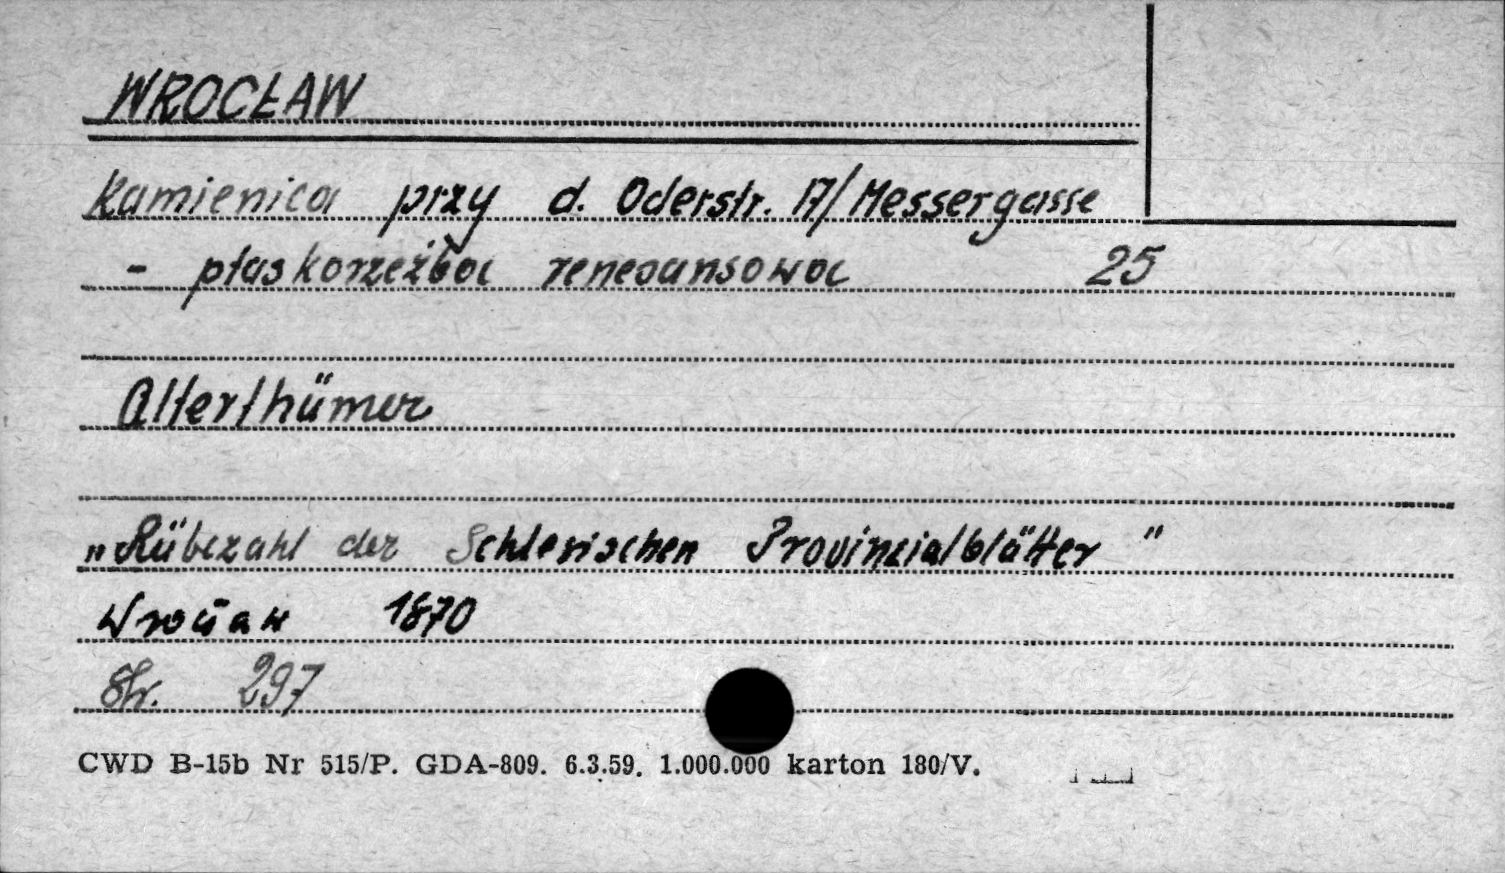 WROCŁAW
Kamienica przy d. Oderstr. 17/Messergasse
- płaskorzeźba renesansowa 25
Alterthümer
„Rübezahl der Schlesischen Provinzialblätter"
Wrocław 1870
Str. 297
CWD B-15b Nr 515/P. GDA-809. 6.3.59. 1.000.000 karton 180/V.